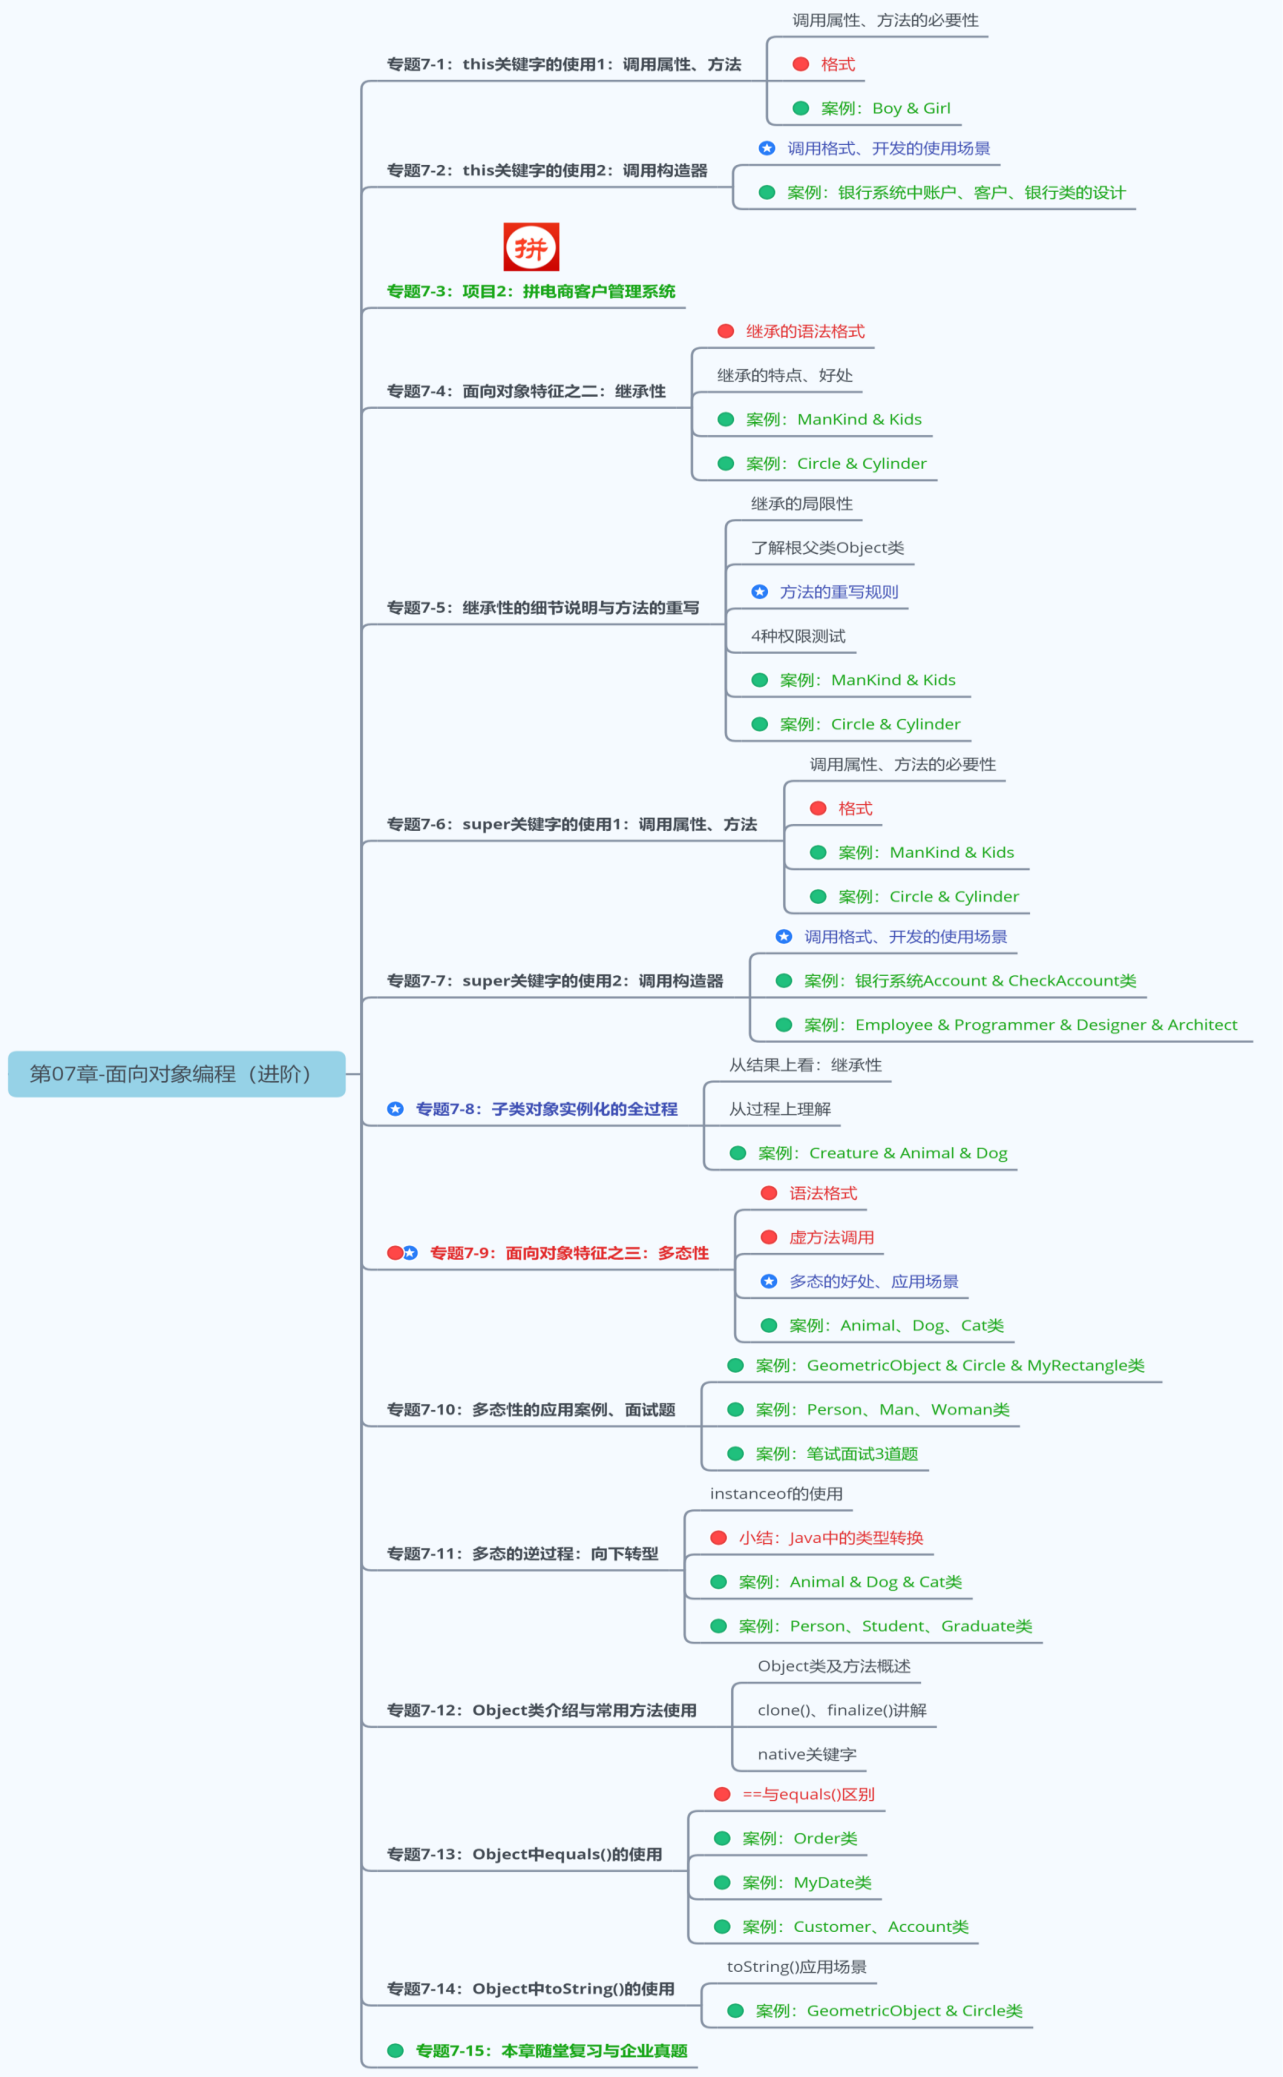 第07章-面向对象编程（进阶）
专题7-1：this关键字的使用1：调用属性、方法
调用属性、方法的必要性
格式
案例：Boy & Girl
专题7-2：this关键字的使用2：调用构造器
调用格式、开发的使用场景
案例：银行系统中账户、客户、银行类的设计
拼
专题7-3：项目2：拼电商客户管理系统
专题7-4：面向对象特征之二：继承性
继承的语法格式
继承的特点、好处
案例：ManKind & Kids
案例：Circle & Cylinder
专题7-5：继承性的细节说明与方法的重写
继承的局限性
了解根父类Object类
方法的重写规则
4种权限测试
案例：ManKind & Kids
案例：Circle & Cylinder
专题7-6：super关键字的使用1：调用属性、方法
调用属性、方法的必要性
格式
案例：ManKind & Kids
案例：Circle & Cylinder
专题7-7：super关键字的使用2：调用构造器
调用格式、开发的使用场景
案例：银行系统Account & CheckAccount类
案例：Employee & Programmer & Designer & Architect
专题7-8：子类对象实例化的全过程
从结果上看：继承性
从过程上理解
案例：Creature & Animal & Dog
专题7-9：面向对象特征之三：多态性
语法格式
虚方法调用
多态的好处、应用场景
案例：Animal、Dog、Cat类
专题7-10：多态性的应用案例、面试题
案例：GeometricObject & Circle & MyRectangle类
案例：Person、Man、Woman类
案例：笔试面试3道题
专题7-11：多态的逆过程：向下转型
instanceof的使用
小结：Java中的类型转换
案例：Animal & Dog & Cat类
案例：Person、Student、Graduate类
专题7-12：Object类介绍与常用方法使用
Object类及方法概述
clone()、finalize()讲解
native关键字
专题7-13：Object中equals()的使用
==与equals()区别
案例：Order类
案例：MyDate类
案例：Customer、Account类
专题7-14：Object中toString()的使用
toString()应用场景
案例：GeometricObject & Circle类
专题7-15：本章随堂复习与企业真题